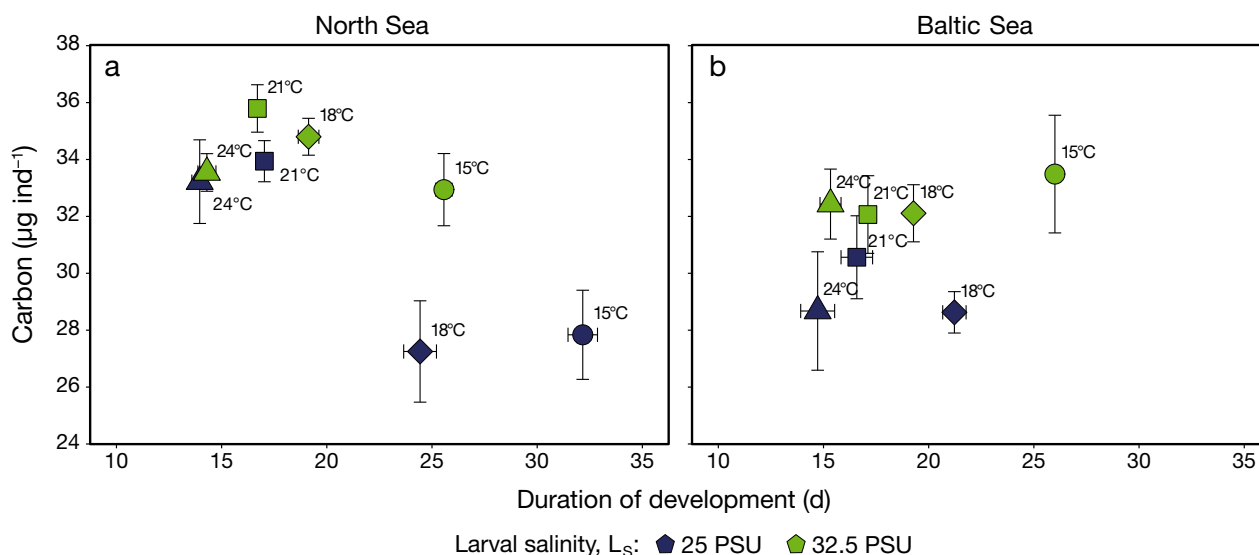 North Sea
Baltic Sea
38
36
34
32
30
28
26
24
Carbon (µg ind⁻¹)
a
21°C
18°C
24°C
21°C
24°C
15°C
18°C
15°C
10
15
20
25
30
35
b
15°C
24°C
21°C
18°C
21°C
24°C
18°C
10
15
20
25
30
35
Duration of development (d)
Larval salinity, L_S: 25 PSU 32.5 PSU